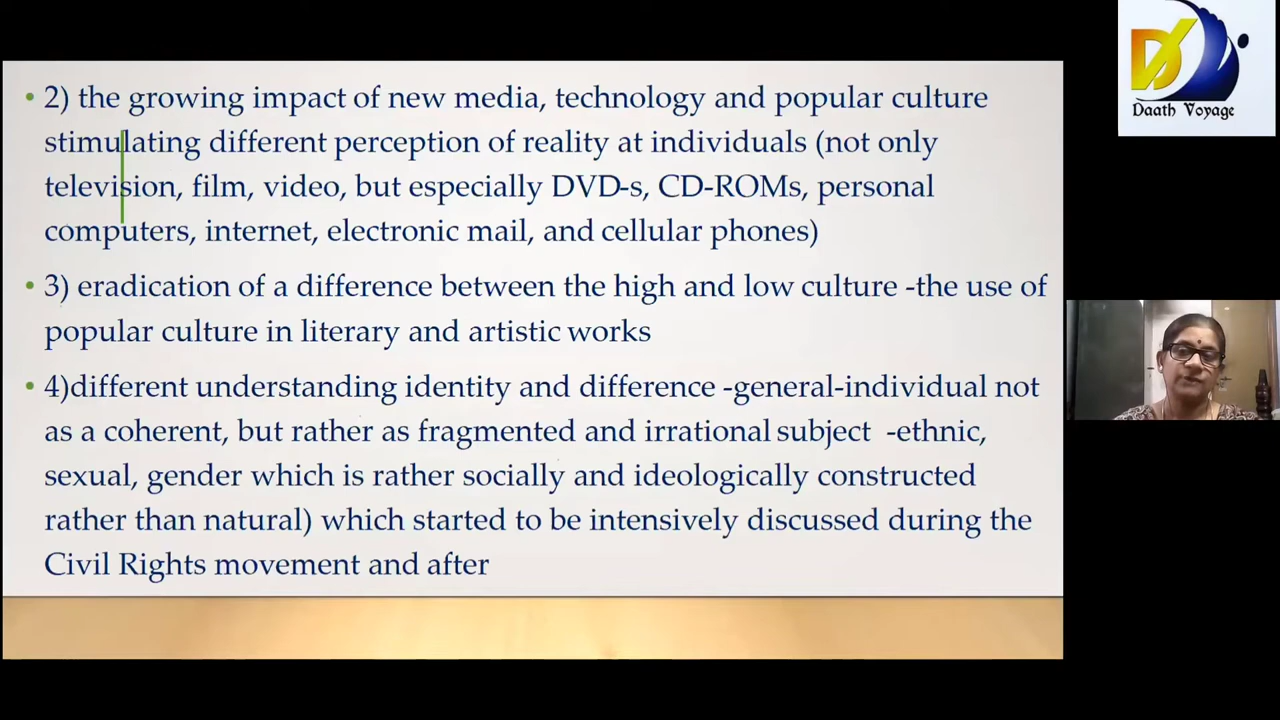 • 2) the growing impact of new media, technology and popular culture
stimulating different perception of reality at individuals (not only
television, film, video, but especially DVD-s, CD-ROMs, personal
computers, internet, electronic mail, and cellular phones)
• 3) eradication of a difference between the high and low culture -the use of
popular culture in literary and artistic works
• 4)different understanding identity and difference -general-individual not
as a coherent, but rather as fragmented and irrational subject -ethnic,
sexual, gender which is rather socially and ideologically constructed
rather than natural) which started to be intensively discussed during the
Civil Rights movement and after
Daath Voyage